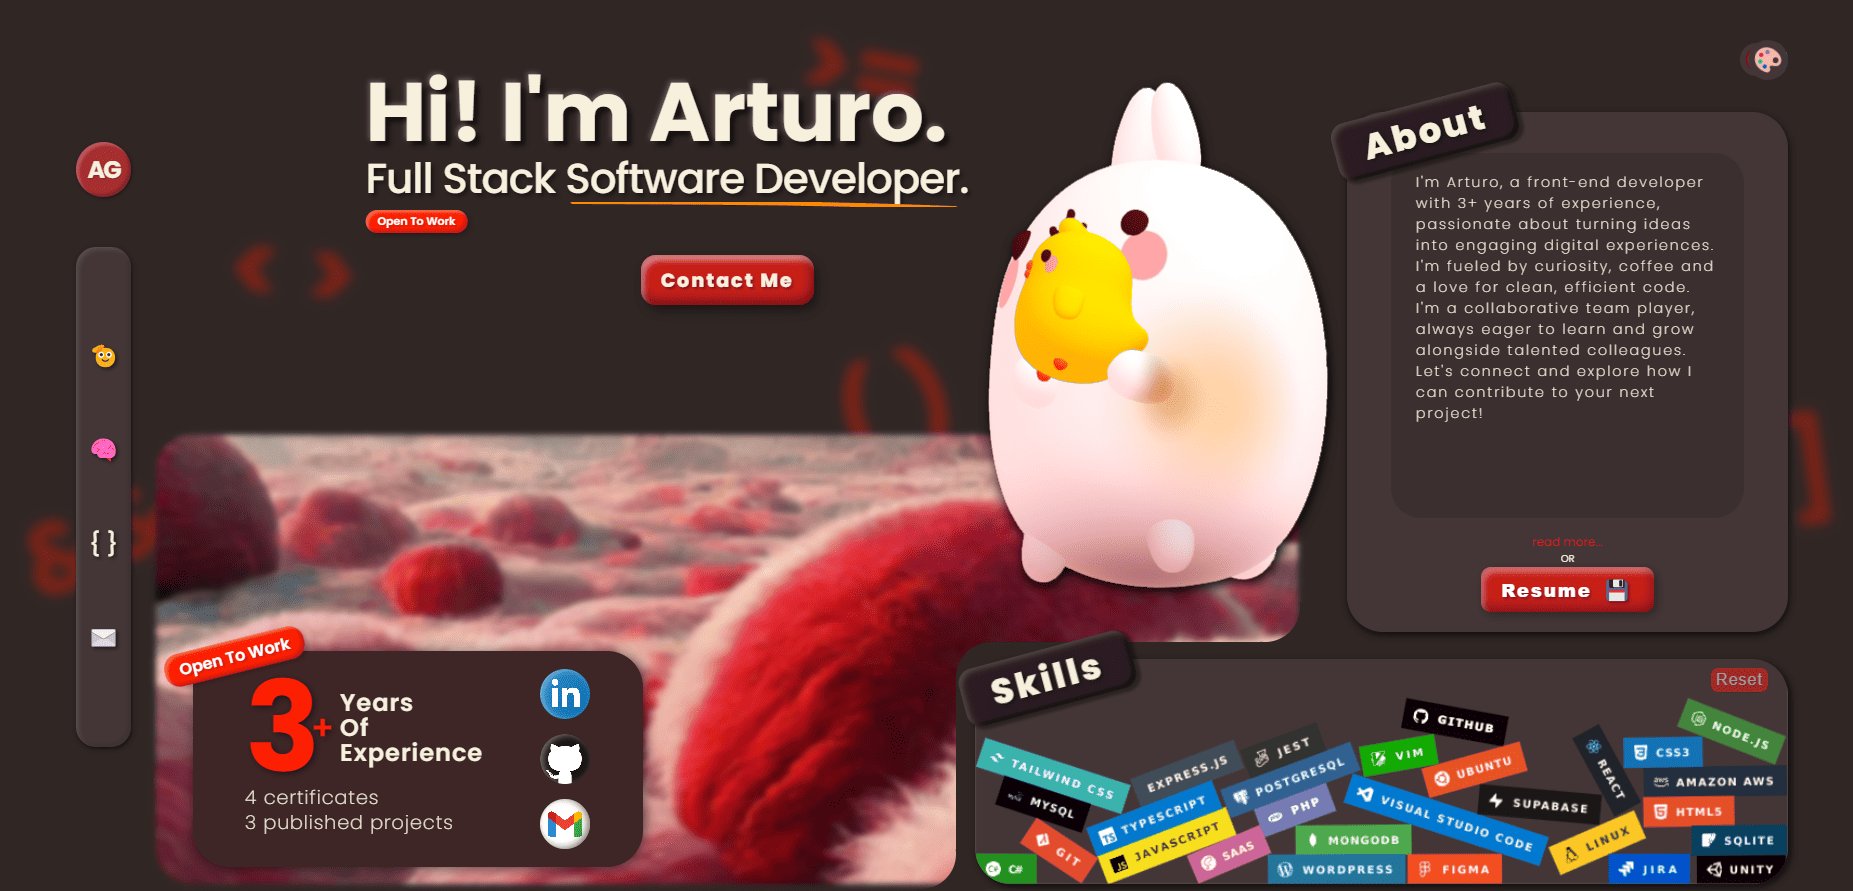 AG
Hi! I'm Arturo.
Full Stack Software Developer.
Open To Work
Contact Me
>=
< >
( )
]
{ }
About
I'm Arturo, a front-end developer
with 3+ years of experience,
passionate about turning ideas
into engaging digital experiences.
I'm fueled by curiosity, coffee and
a love for clean, efficient code.
I'm a collaborative team player,
always eager to learn and grow
alongside talented colleagues.
Let's connect and explore how I
can contribute to your next
project!
read more...
OR
Resume
Open To Work
3+
Years
Of
Experience
4 certificates
3 published projects
in
Skills
Reset
GITHUB
NODE.JS
TAILWIND CSS
EXPRESS.JS
JEST
VIM
REACT
CSS3
MYSQL
POSTGRESQL
UBUNTU
aws AMAZON AWS
TS TYPESCRIPT
PHP
VISUAL STUDIO CODE
SUPABASE
HTML5
GIT
JS JAVASCRIPT
SAAS
MONGODB
LINUX
SQLITE
C#
WORDPRESS
FIGMA
JIRA
UNITY